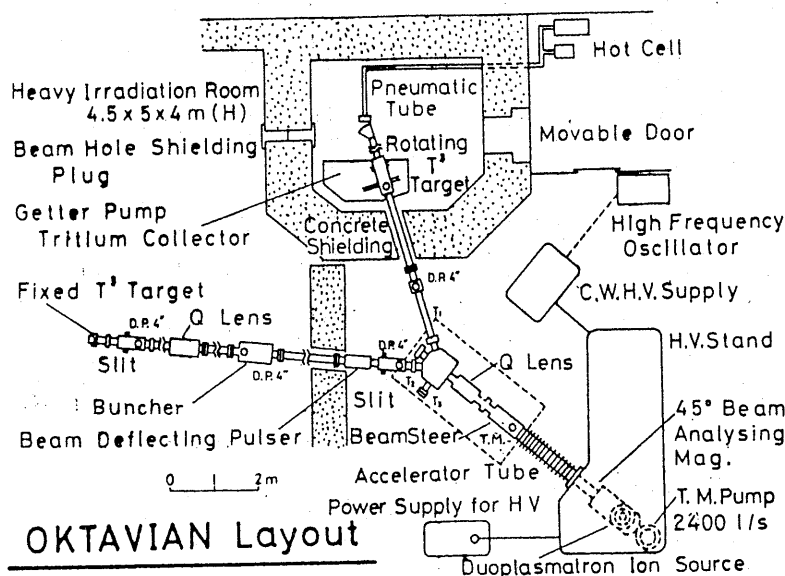 Hot Cell
Heavy Irradiation Room
4.5 x 5 x 4 m (H)
Pneumatic
Tube
Movable Door
Beam Hole Shielding
Plug
Rotating
T³
Target
Getter Pump
Tritium Collector
Concrete
Shielding
High Frequency
Oscillator
D.P. 4"
C.W.H.V. Supply
Fixed T³ Target
D.P. 4"
Q Lens
Slit
D.P. 4"
T₁
H.V. Stand
Q Lens
D.P. 4"
Buncher
Slit
T₂
T₃
45° Beam
Analysing
Mag.
Beam Deflecting Pulser
Beam Steer
T.M.
Accelerator Tube
0 1 2 m
Power Supply for HV
T.M. Pump
2400 l/s
OKTAVIAN Layout
Duoplasmatron Ion Source